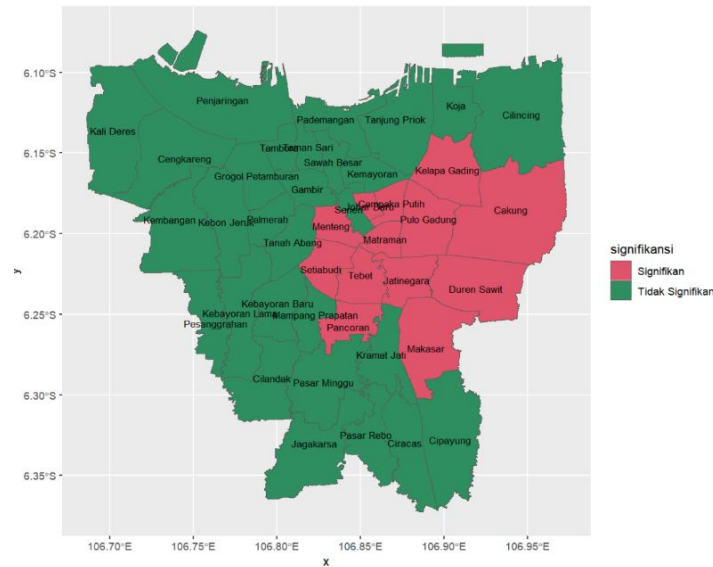 6.10°S
6.15°S
6.20°S
6.25°S
6.30°S
6.35°S
y
Penjaringan
Pademangan
Tanjung Priok
Koja
Cilincing
Kali Deres
Cengkareng
Tambora
Taman Sari
Sawah Besar
Kemayoran
Kelapa Gading
Grogol Petamburan
Gambir
Cempaka Putih
Johar Baru
Senen
Cakung
Kembangan
Kebon Jeruk
Palmerah
Menteng
Pulo Gadung
Matraman
Tanah Abang
Setiabudi
Tebet
Jatinegara
Duren Sawit
Kebayoran Baru
Kebayoran Lama
Mampang Prapatan
Pesanggrahan
Pancoran
Kramat Jati
Makasar
Cilandak
Pasar Minggu
Jagakarsa
Pasar Rebo
Ciracas
Cipayung
106.70°E
106.75°E
106.80°E
106.85°E
106.90°E
106.95°E
x
signifikansi
Signifikan
Tidak Signifikan